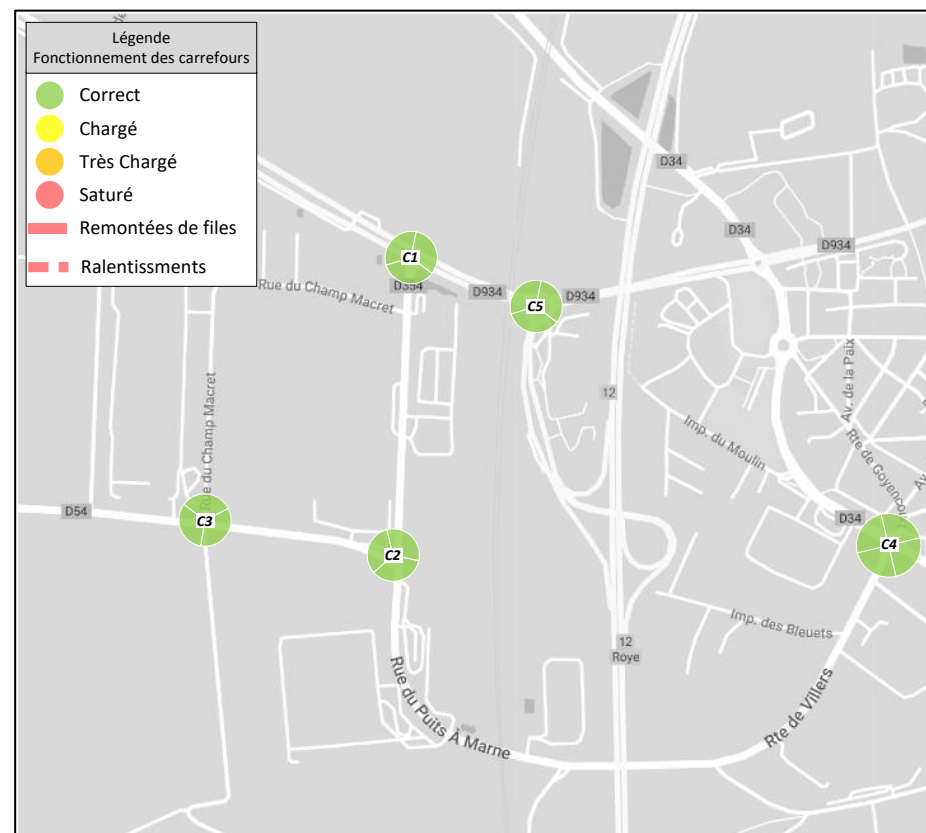 Légende
Fonctionnement des carrefours
Correct
Chargé
Très Chargé
Saturé
Remontées de files
Ralentissments
D34
D34
D934
C1
D354
Rue du Champ Macret
D934
C5
D934
12
Av. de la Paix
Rue du Champ Macret
Imp. du Moulin
Rte de Goyencourt
Av
D54
C3
C2
D34
C4
Imp. des Bleuets
12
Roye
Rue du Puits À Marne
Rte de Villers